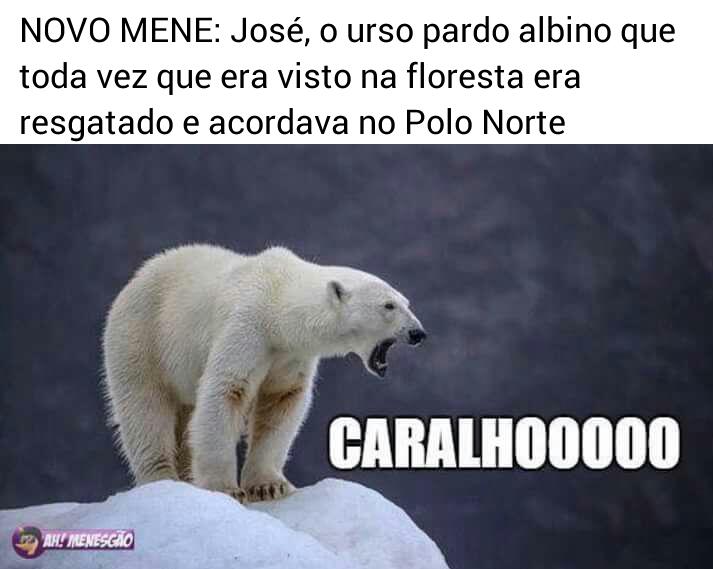 NOVO MENE: José, o urso pardo albino que
toda vez que era visto na floresta era
resgatado e acordava no Polo Norte
CARALHOOOOO
AH! MENESGÃO